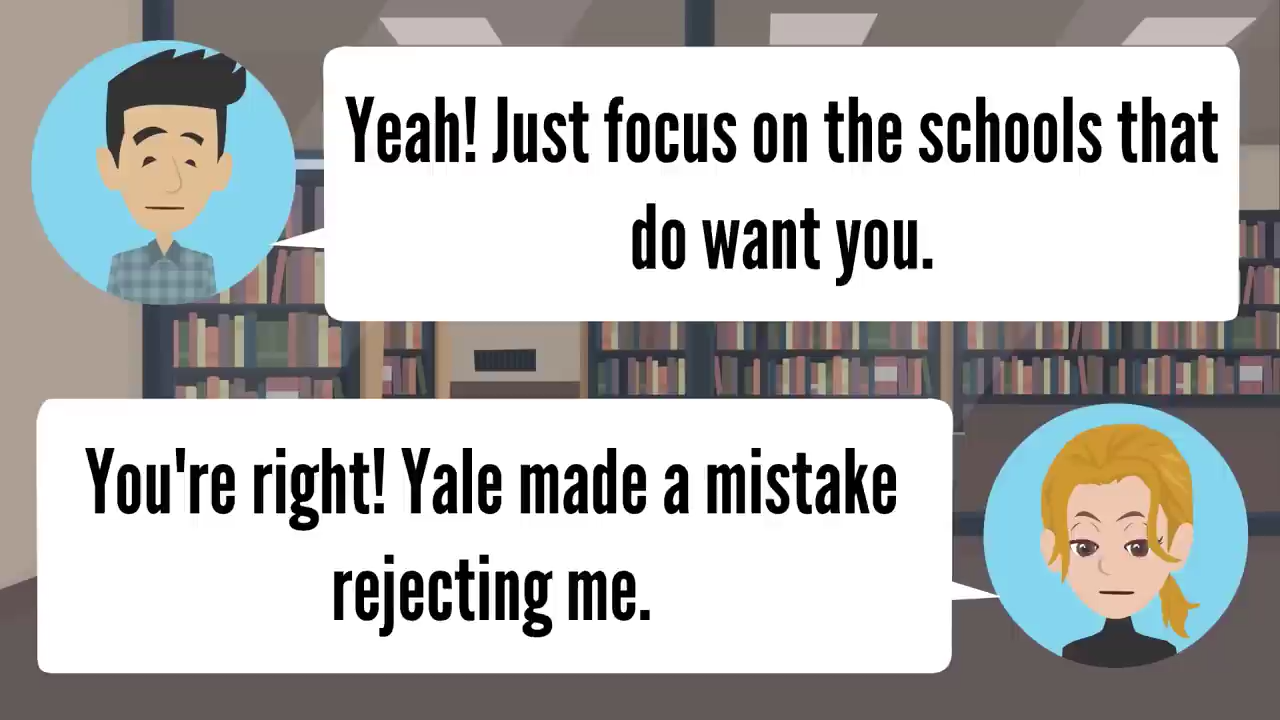 Yeah! Just focus on the schools that
do want you.
You're right! Yale made a mistake
rejecting me.